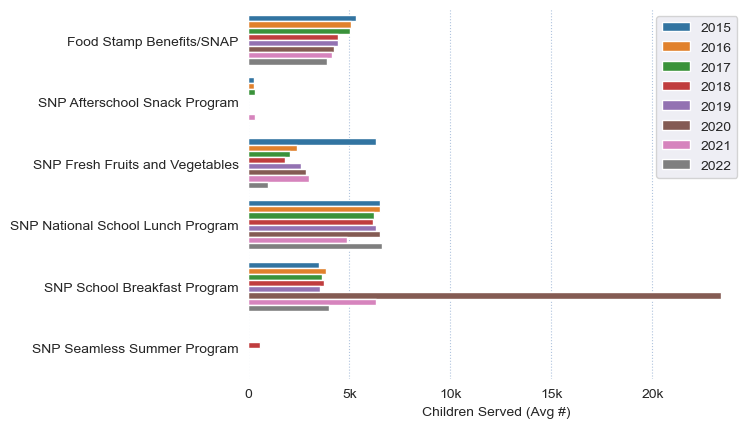 Food Stamp Benefits/SNAP
SNP Afterschool Snack Program
SNP Fresh Fruits and Vegetables
SNP National School Lunch Program
SNP School Breakfast Program
SNP Seamless Summer Program
0 5k 10k 15k 20k
Children Served (Avg #)
2015
2016
2017
2018
2019
2020
2021
2022